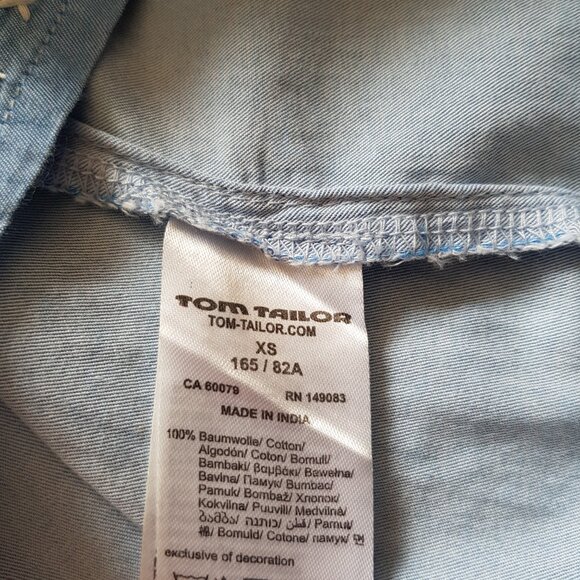 TOM TAILOR
TOM-TAILOR.COM
XS
165 / 82A
CA 60079 RN 149083
MADE IN INDIA
100% Baumwolle/ Cotton/
Algodón/ Coton/ Bomull/
Bambaki/ βαμβάκι/ Bawełna/
Bavlna/ Памук/ Bumbac/
Pamuk/ Bombaž/ Хлопок/
Kokvilna/ Puuvill/ Medvilnė/
ბამბა/ כותנה/ قطن/ Pamut/
棉/ Bomuld/ Cotone/ памук/ 면
exclusive of decoration